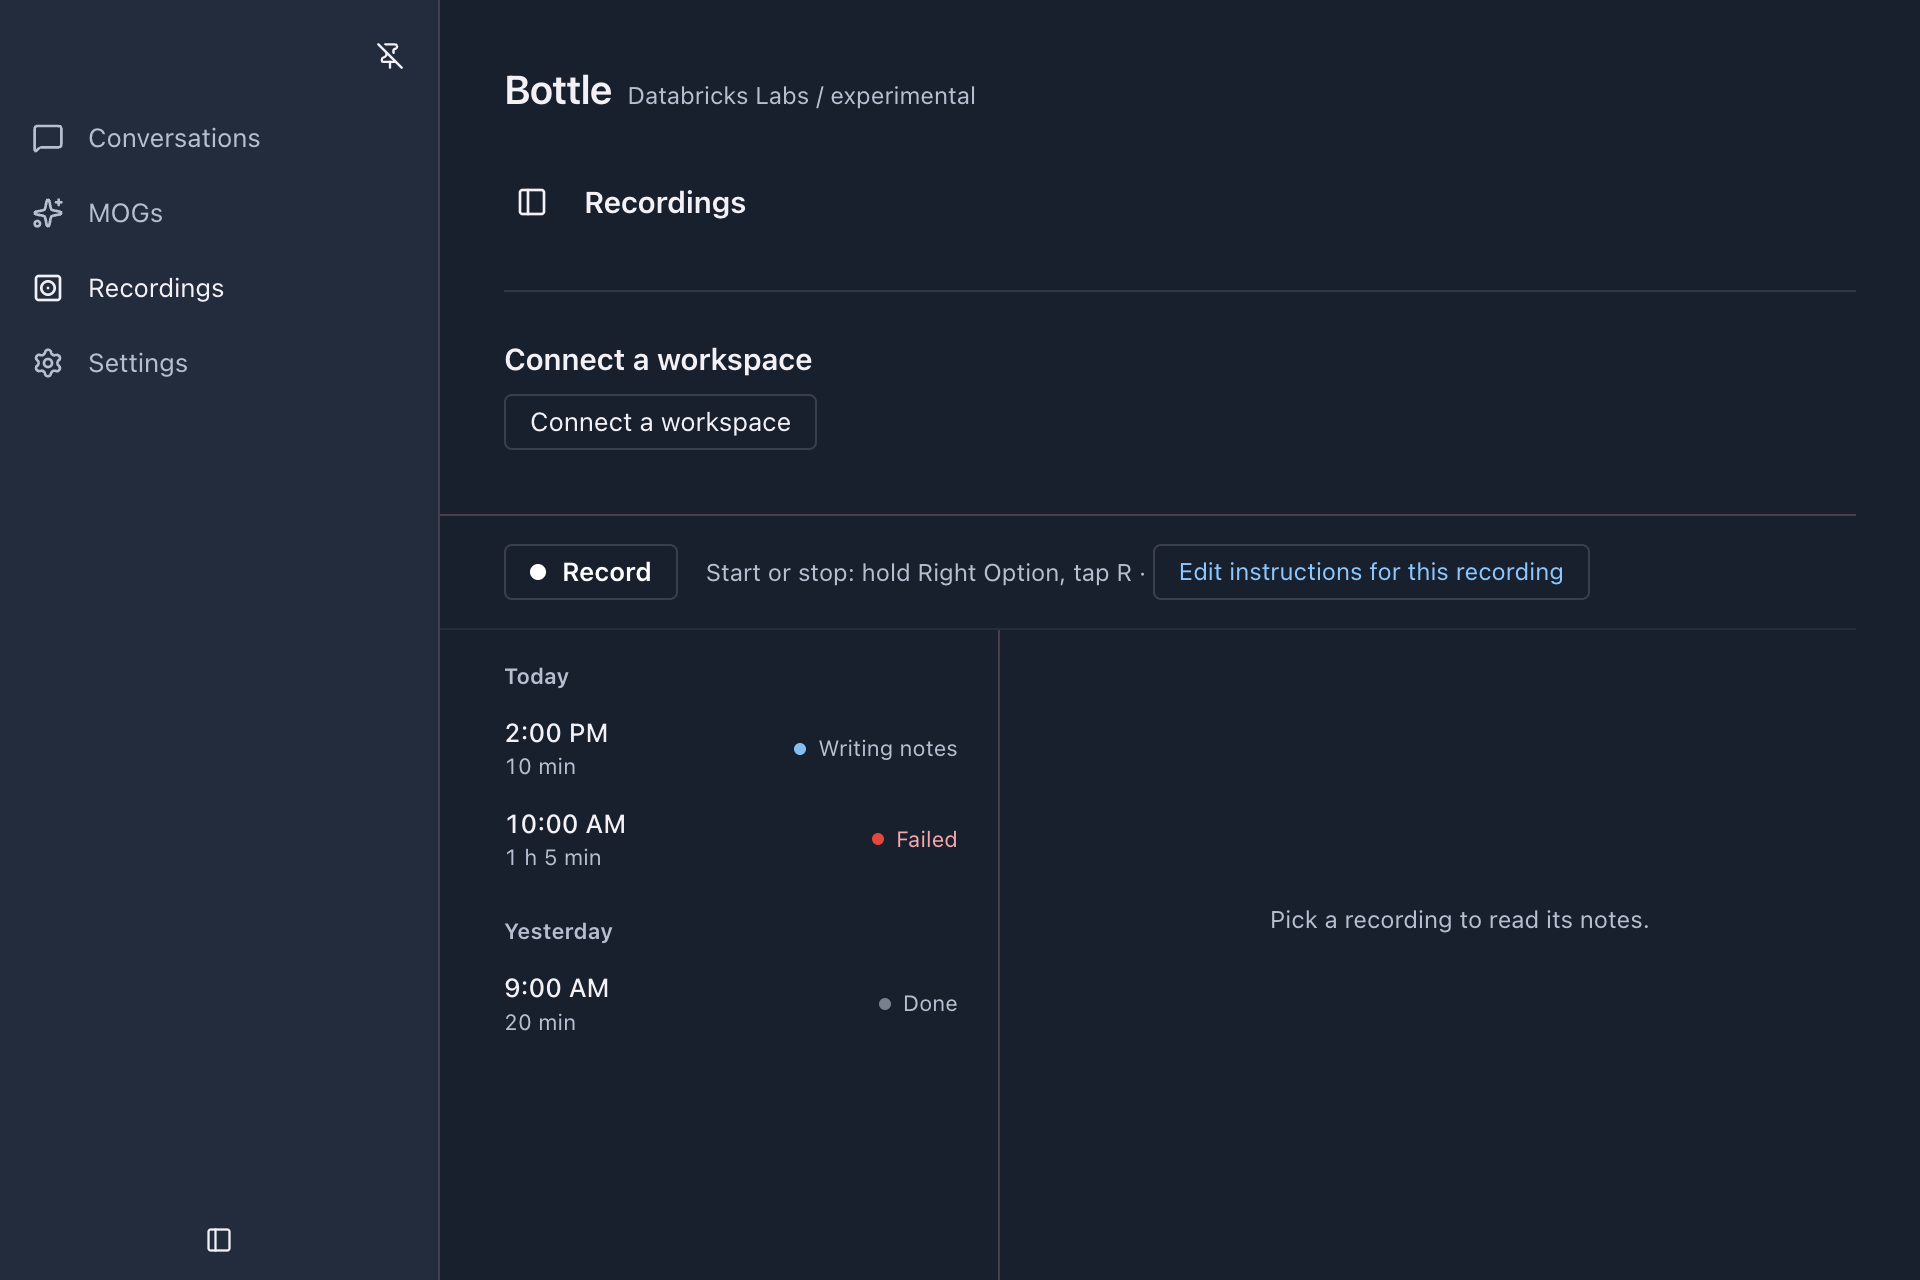 Conversations
MOGs
Recordings
Settings
Bottle Databricks Labs / experimental
Recordings
Connect a workspace
Connect a workspace
Record Start or stop: hold Right Option, tap R · Edit instructions for this recording
Today
2:00 PM
10 min
Writing notes
10:00 AM
1 h 5 min
Failed
Yesterday
9:00 AM
20 min
Done
Pick a recording to read its notes.